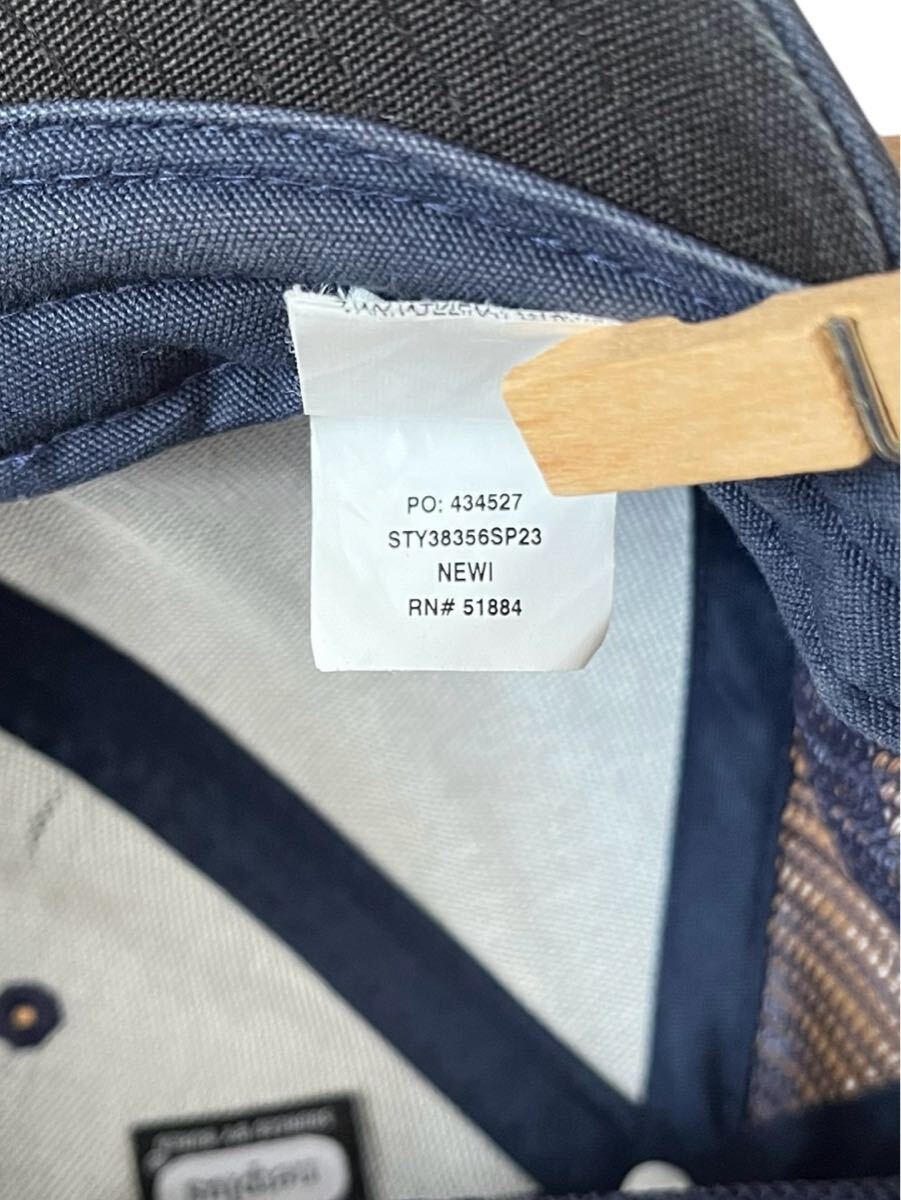 PO: 434527
STY38356SP23
NEWI
RN# 51884